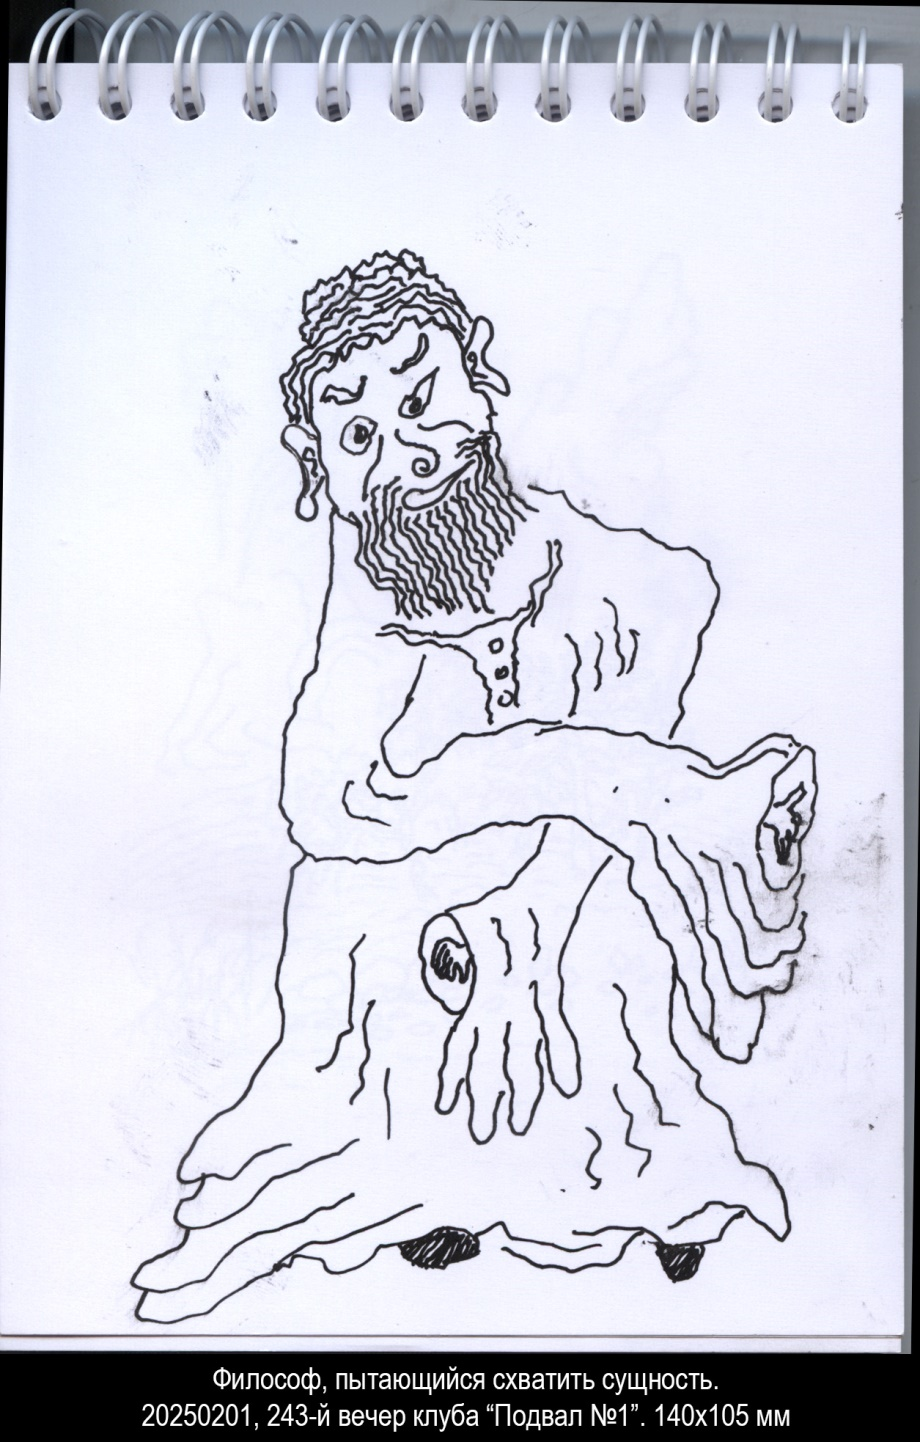 Философ, пытающийся схватить сущность.
20250201, 243-й вечер клуба “Подвал №1”. 140x105 мм